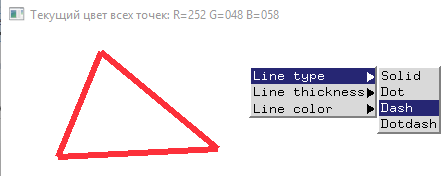 Текущий цвет всех точек: R=252 G=048 B=058
Line type
Line thickness
Line color
Solid
Dot
Dash
Dotdash